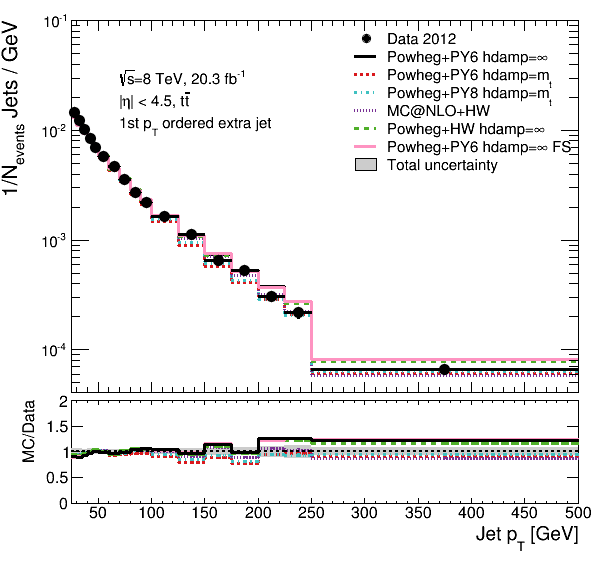 10⁻¹
10⁻²
10⁻³
10⁻⁴
1/N_events Jets / GeV
√s=8 TeV, 20.3 fb⁻¹
|η| < 4.5, tt̄
1st p_T ordered extra jet
Data 2012
Powheg+PY6 hdamp=∞
Powheg+PY6 hdamp=m_t
Powheg+PY8 hdamp=m_t
MC@NLO+HW
Powheg+HW hdamp=∞
Powheg+PY6 hdamp=∞ FS
Total uncertainty
MC/Data
2
1.5
1
0.5
0
50 100 150 200 250 300 350 400 450 500
Jet p_T [GeV]